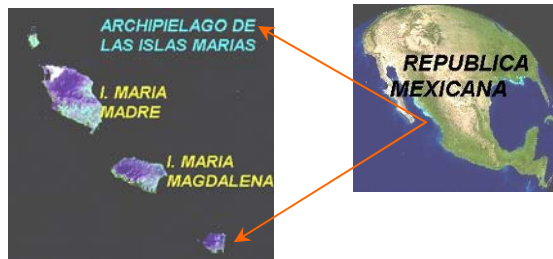 ARCHIPIELAGO DE
LAS ISLAS MARIAS
I. MARIA
MADRE
I. MARIA
MAGDALENA
REPUBLICA
MEXICANA